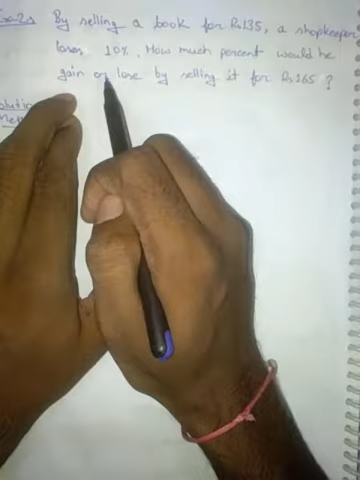 By selling a book for Rs135, a shopkeeper
loses 10%. How much percent would he
gain or lose by selling it for Rs165 ?